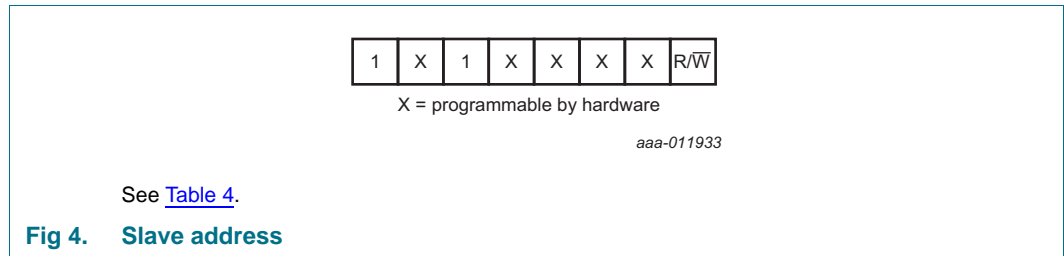 1 X 1 X X X X R/W̅
X = programmable by hardware
aaa-011933
See Table 4.
Fig 4. Slave address